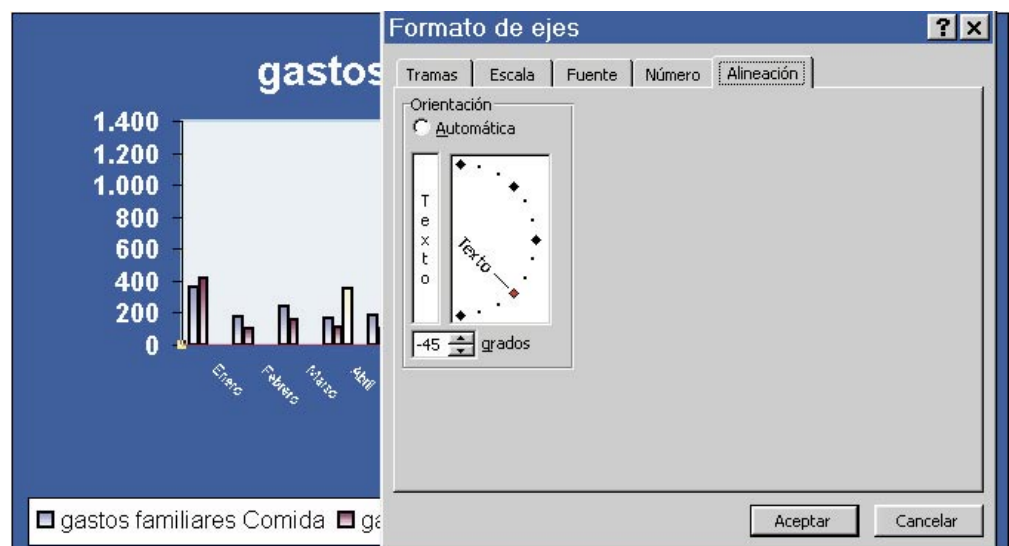 gastos
1.400
1.200
1.000
800
600
400
200
0
Enero
Febrero
Marzo
Abril
gastos familiares Comida
Formato de ejes
Tramas Escala Fuente Número Alineación
Orientación
Automática
Texto
Texto
-45 grados
Aceptar Cancelar